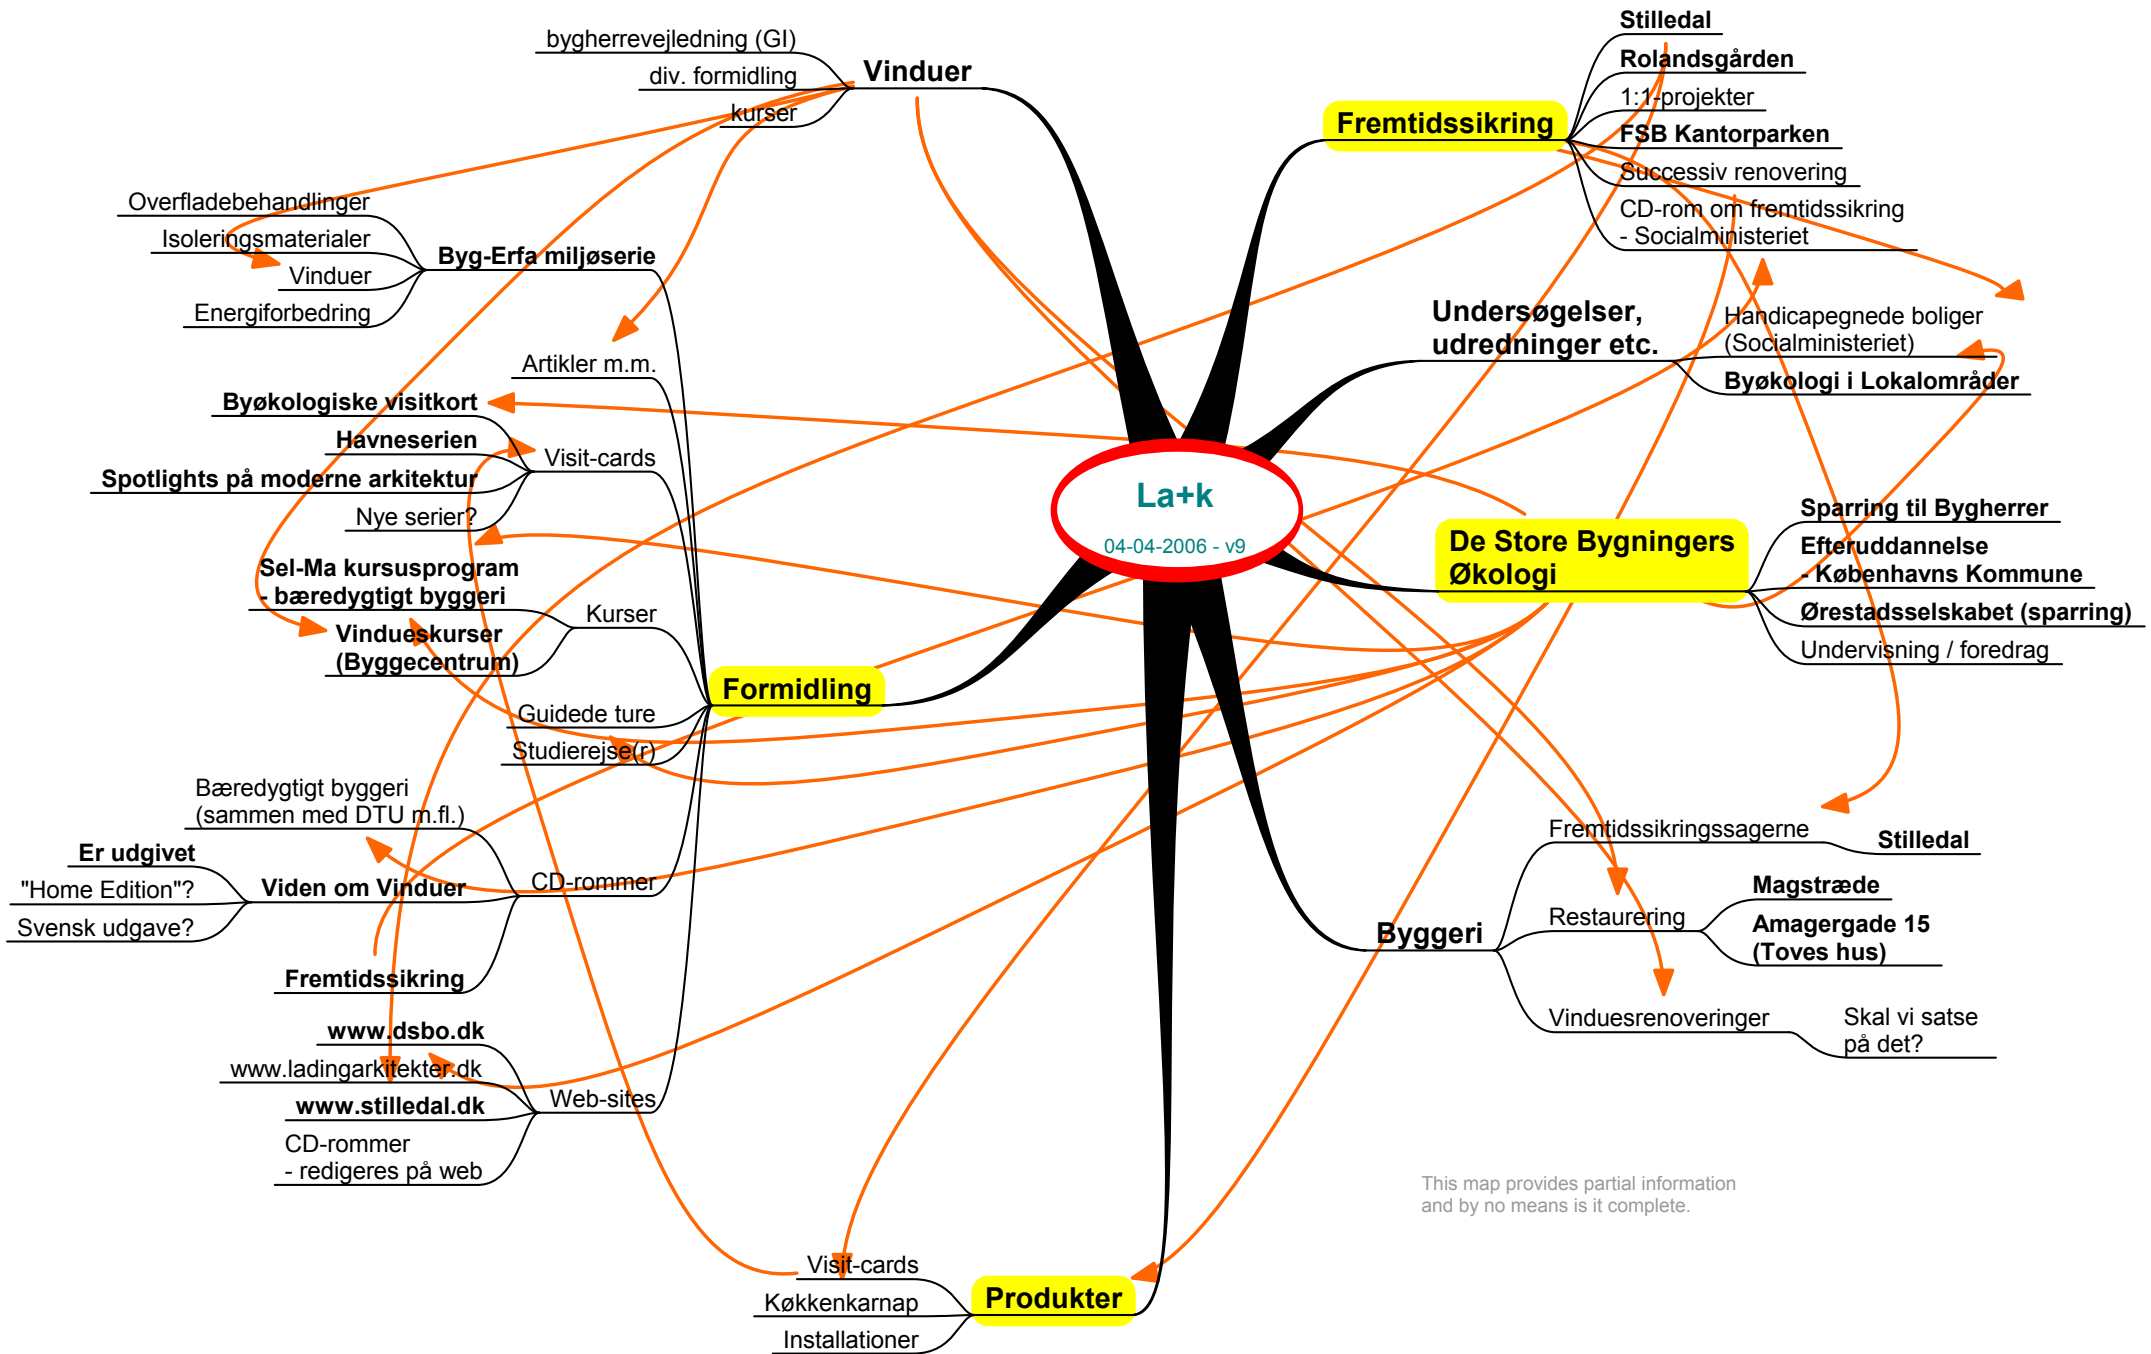 La+k
04-04-2006 - v9
Vinduer
bygherrevejledning (GI)
div. formidling
kurser
Fremtidssikring
Stilledal
Rolandsgården
1:1-projekter
FSB Kantorparken
Successiv renovering
CD-rom om fremtidssikring
- Socialministeriet
Undersøgelser,
udredninger etc.
Handicapegnede boliger
(Socialministeriet)
Byøkologi i Lokalområder
De Store Bygningers
Økologi
Sparring til Bygherrer
Efteruddannelse
- Københavns Kommune
Ørestadsselskabet (sparring)
Undervisning / foredrag
Byggeri
Fremtidssikringssagerne
Stilledal
Restaurering
Magstræde
Amagergade 15
(Toves hus)
Vinduesrenoveringer
Skal vi satse
på det?
Produkter
Visit-cards
Køkkenkarnap
Installationer
Formidling
Byg-Erfa miljøserie
Overfladebehandlinger
Isoleringsmaterialer
Vinduer
Energiforbedring
Artikler m.m.
Visit-cards
Byøkologiske visitkort
Havneserien
Spotlights på moderne arkitektur
Nye serier?
Kurser
Sel-Ma kursusprogram
- bæredygtigt byggeri
Vindueskurser
(Byggecentrum)
Guidede ture
Studierejse(r)
CD-rommer
Bæredygtigt byggeri
(sammen med DTU m.fl.)
Viden om Vinduer
Er udgivet
"Home Edition"?
Svensk udgave?
Fremtidssikring
Web-sites
www.dsbo.dk
www.ladingarkitekter.dk
www.stilledal.dk
CD-rommer
- redigeres på web
This map provides partial information
and by no means is it complete.